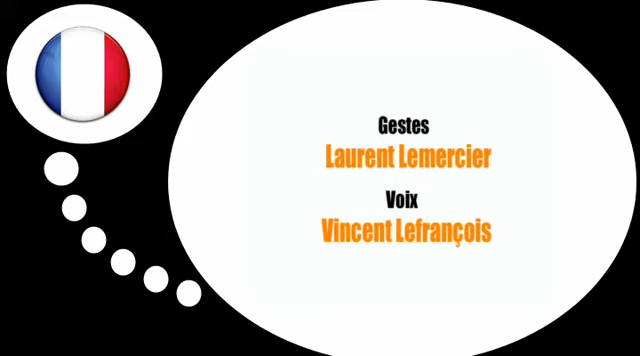 Gestes
Laurent Lemercier
Voix
Vincent Lefrançois